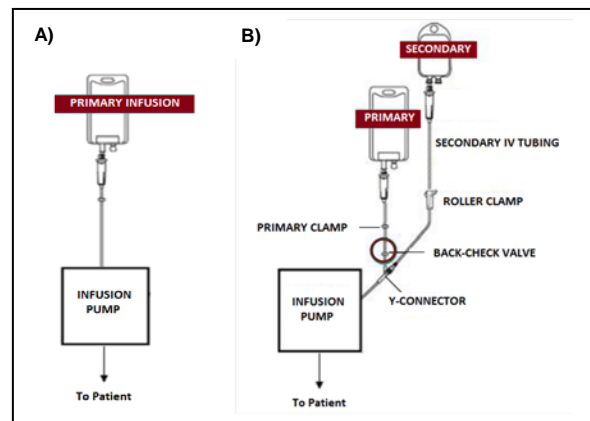 A)
PRIMARY INFUSION
INFUSION
PUMP
To Patient
B)
SECONDARY
PRIMARY
SECONDARY IV TUBING
ROLLER CLAMP
PRIMARY CLAMP
BACK-CHECK VALVE
Y-CONNECTOR
INFUSION
PUMP
To Patient